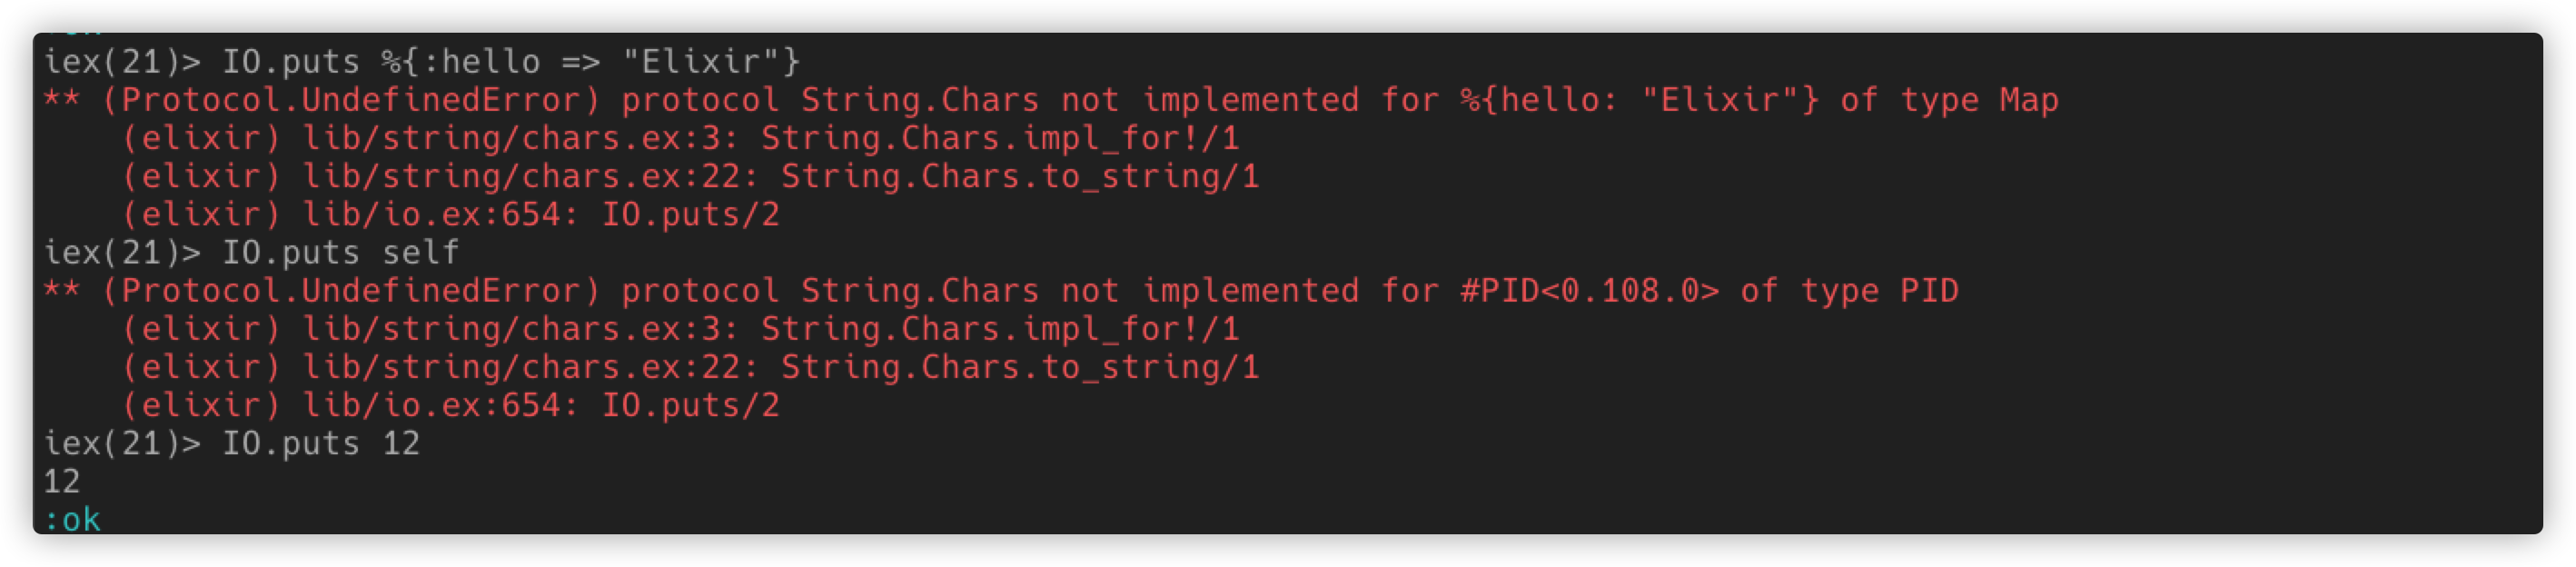 iex(21)> IO.puts %{:hello => "Elixir"}
** (Protocol.UndefinedError) protocol String.Chars not implemented for %{hello: "Elixir"} of type Map
    (elixir) lib/string/chars.ex:3: String.Chars.impl_for!/1
    (elixir) lib/string/chars.ex:22: String.Chars.to_string/1
    (elixir) lib/io.ex:654: IO.puts/2
iex(21)> IO.puts self
** (Protocol.UndefinedError) protocol String.Chars not implemented for #PID<0.108.0> of type PID
    (elixir) lib/string/chars.ex:3: String.Chars.impl_for!/1
    (elixir) lib/string/chars.ex:22: String.Chars.to_string/1
    (elixir) lib/io.ex:654: IO.puts/2
iex(21)> IO.puts 12
12
:ok